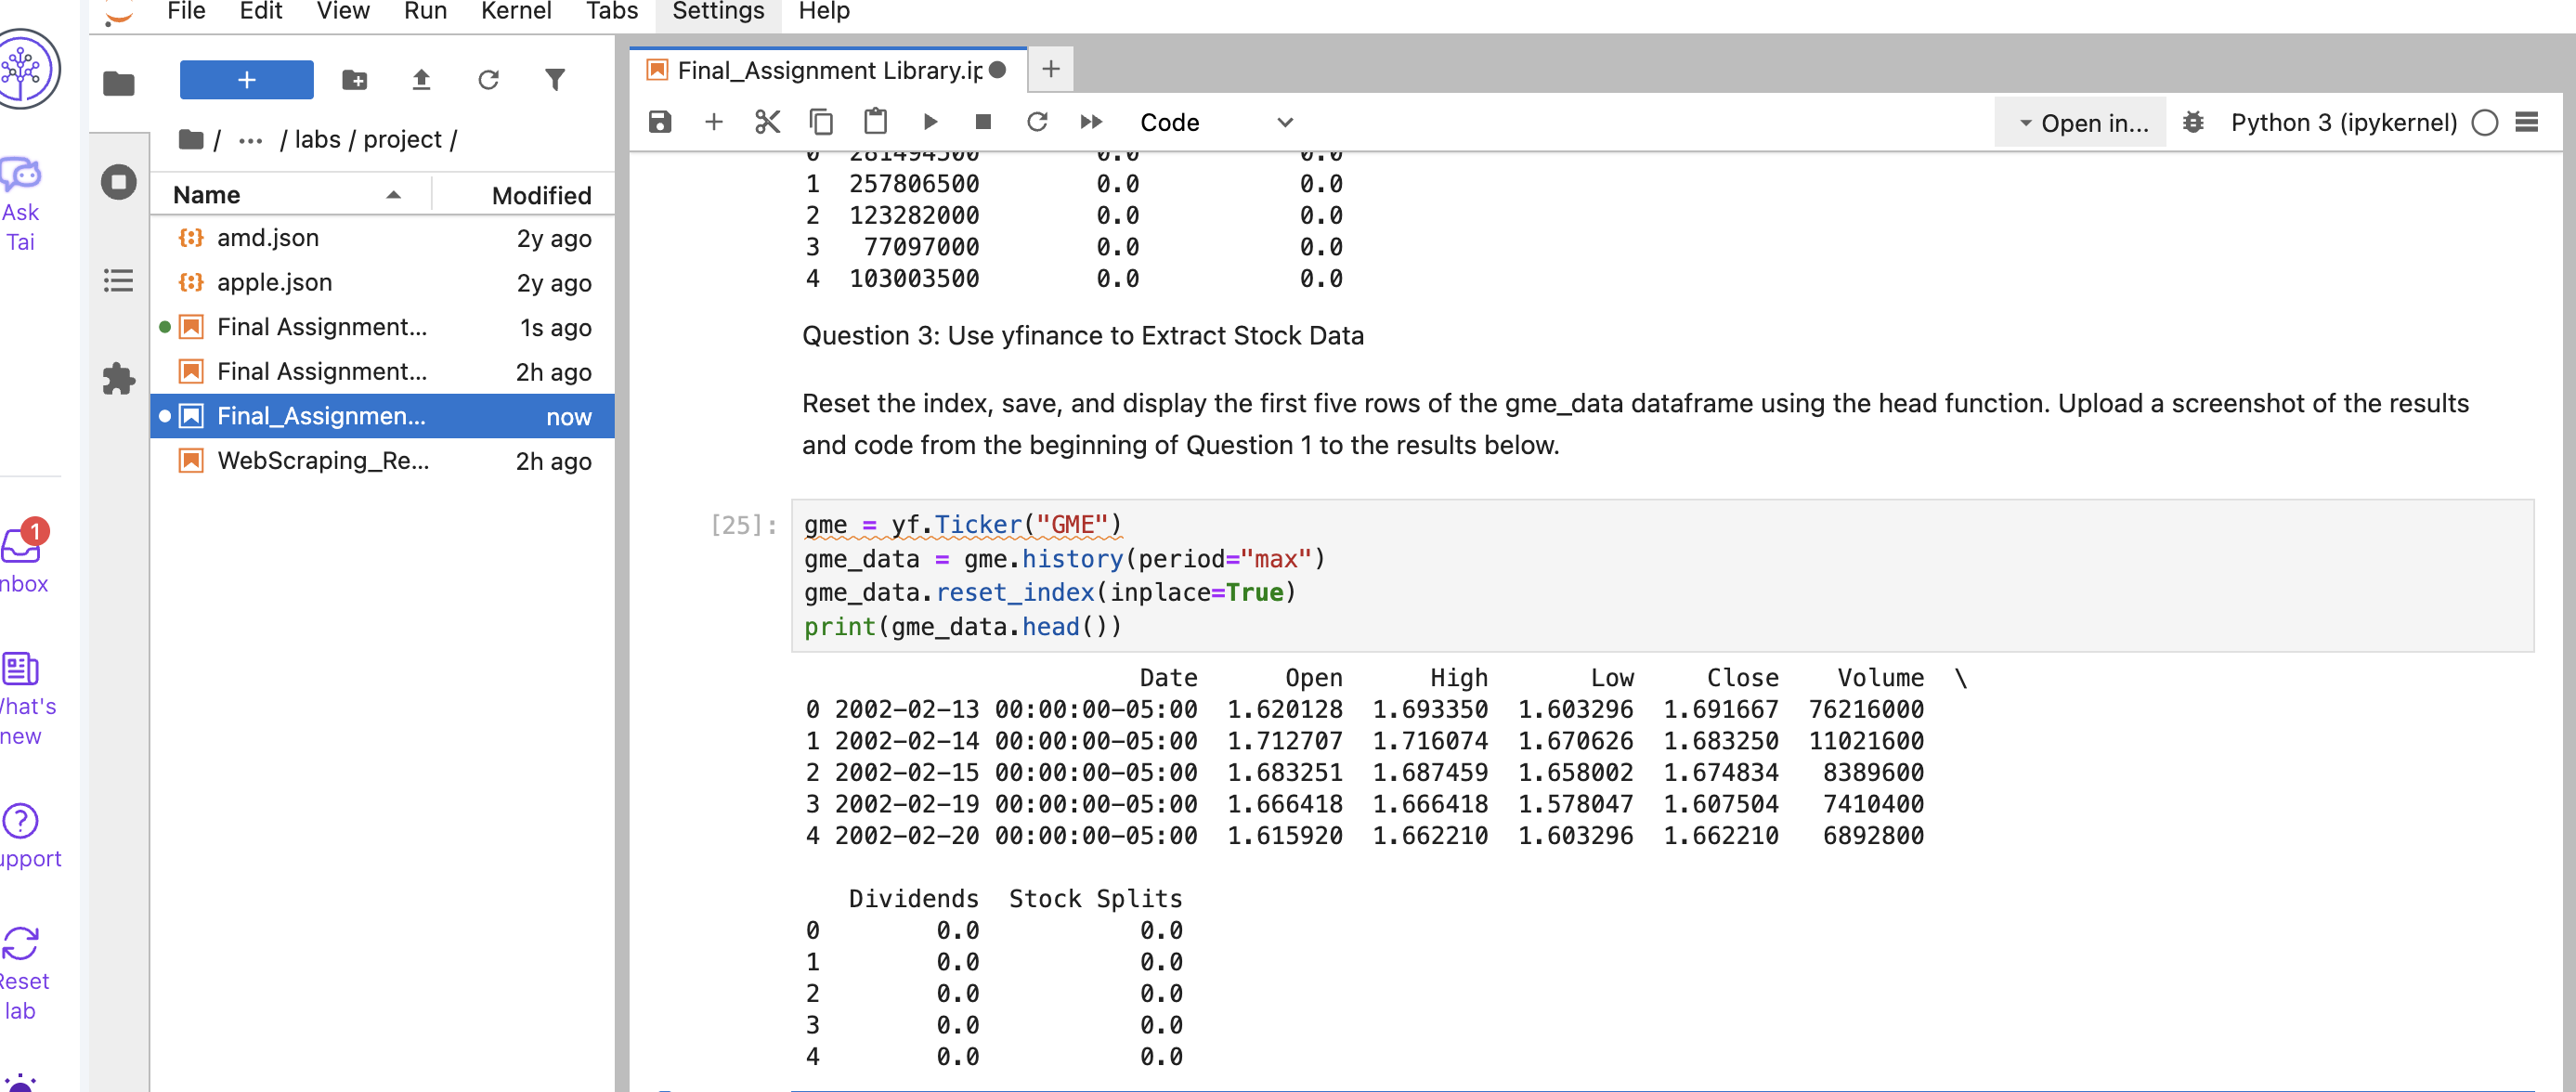 File Edit View Run Kernel Tabs Settings Help
Ask
Tai
1
nbox
hat's
new
?
upport
Reset
lab
+
/ ... / labs / project /
Name Modified
amd.json 2y ago
apple.json 2y ago
Final Assignment... 1s ago
Final Assignment... 2h ago
Final_Assignmen... now
WebScraping_Re... 2h ago
Final_Assignment Library.ip
+
Code
Open in...
Python 3 (ipykernel)
0 281494500 0.0 0.0
1 257806500 0.0 0.0
2 123282000 0.0 0.0
3 77097000 0.0 0.0
4 103003500 0.0 0.0
Question 3: Use yfinance to Extract Stock Data
Reset the index, save, and display the first five rows of the gme_data dataframe using the head function. Upload a screenshot of the results
and code from the beginning of Question 1 to the results below.
[25]:
gme = yf.Ticker("GME")
gme_data = gme.history(period="max")
gme_data.reset_index(inplace=True)
print(gme_data.head())
Date Open High Low Close Volume \
0 2002-02-13 00:00:00-05:00 1.620128 1.693350 1.603296 1.691667 76216000
1 2002-02-14 00:00:00-05:00 1.712707 1.716074 1.670626 1.683250 11021600
2 2002-02-15 00:00:00-05:00 1.683251 1.687459 1.658002 1.674834 8389600
3 2002-02-19 00:00:00-05:00 1.666418 1.666418 1.578047 1.607504 7410400
4 2002-02-20 00:00:00-05:00 1.615920 1.662210 1.603296 1.662210 6892800
Dividends Stock Splits
0 0.0 0.0
1 0.0 0.0
2 0.0 0.0
3 0.0 0.0
4 0.0 0.0